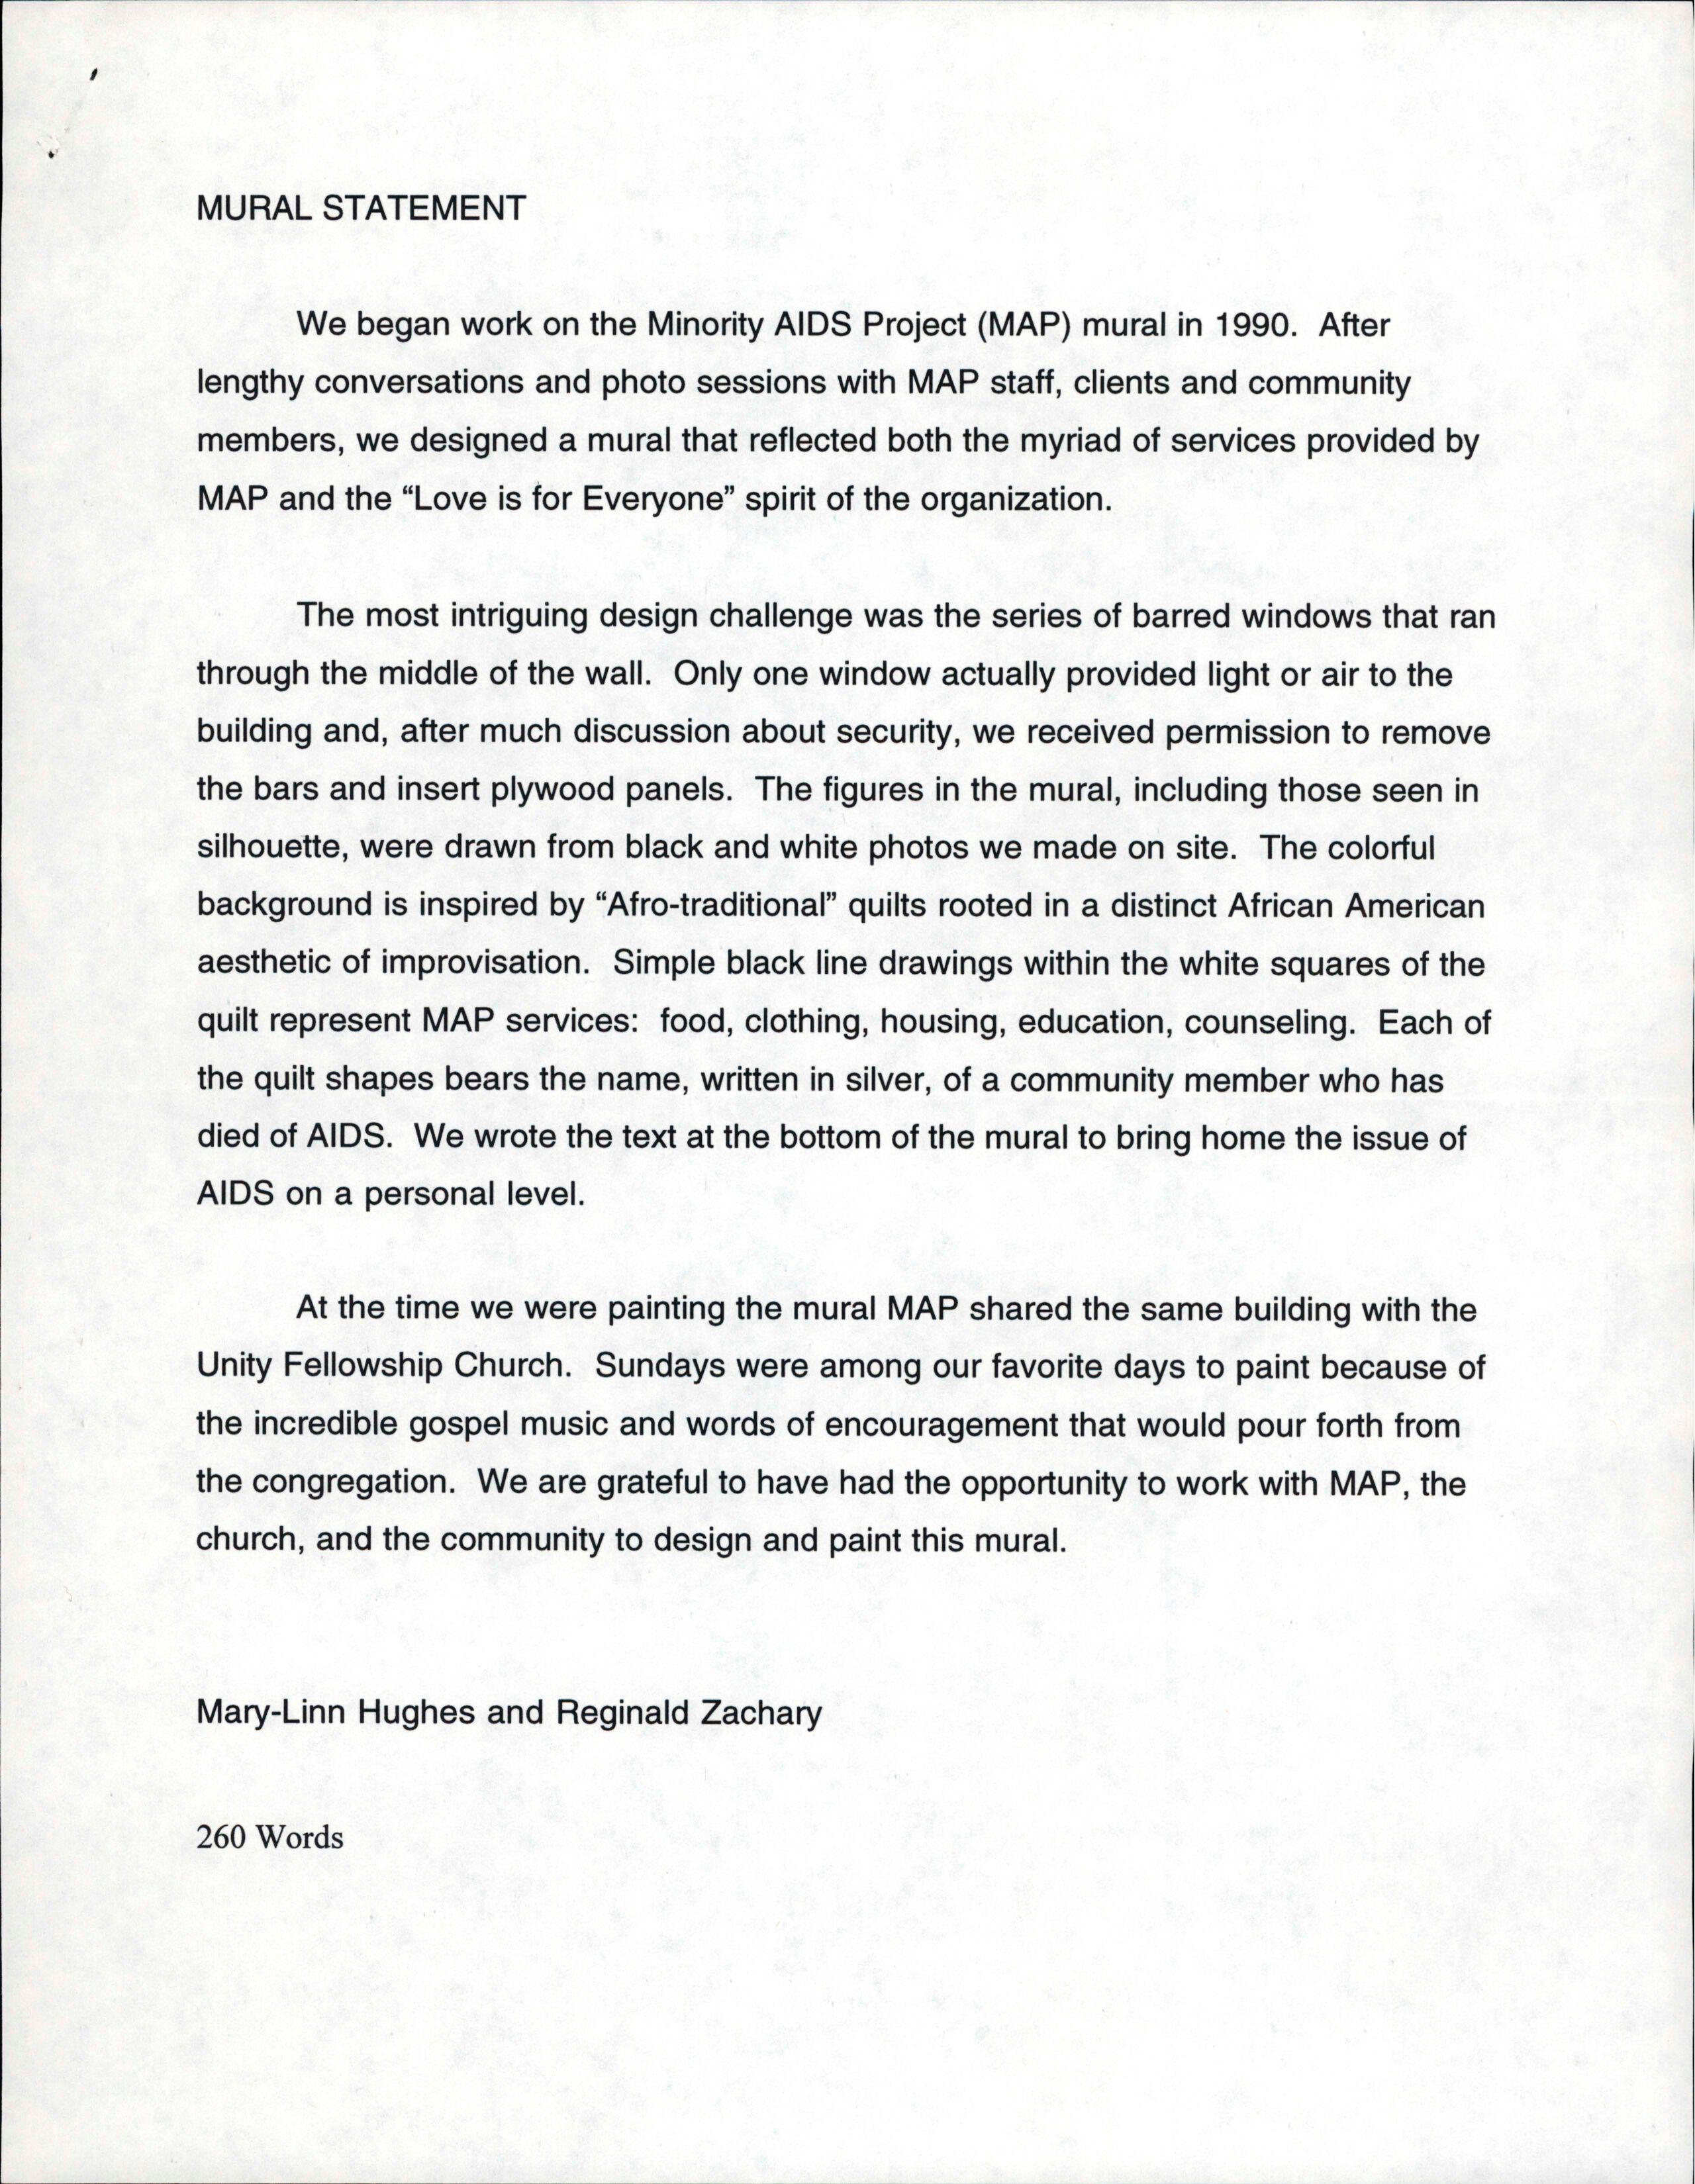 MURAL STATEMENT
We began work on the Minority AIDS Project (MAP) mural in 1990.  After
lengthy conversations and photo sessions with MAP staff, clients and community
members, we designed a mural that reflected both the myriad of services provided by
MAP and the “Love is for Everyone” spirit of the organization.
The most intriguing design challenge was the series of barred windows that ran
through the middle of the wall.  Only one window actually provided light or air to the
building and, after much discussion about security, we received permission to remove
the bars and insert plywood panels.  The figures in the mural, including those seen in
silhouette, were drawn from black and white photos we made on site.  The colorful
background is inspired by “Afro-traditional” quilts rooted in a distinct African American
aesthetic of improvisation.  Simple black line drawings within the white squares of the
quilt represent MAP services:  food, clothing, housing, education, counseling.  Each of
the quilt shapes bears the name, written in silver, of a community member who has
died of AIDS.  We wrote the text at the bottom of the mural to bring home the issue of
AIDS on a personal level.
At the time we were painting the mural MAP shared the same building with the
Unity Fellowship Church.  Sundays were among our favorite days to paint because of
the incredible gospel music and words of encouragement that would pour forth from
the congregation.  We are grateful to have had the opportunity to work with MAP, the
church, and the community to design and paint this mural.
Mary-Linn Hughes and Reginald Zachary
260 Words